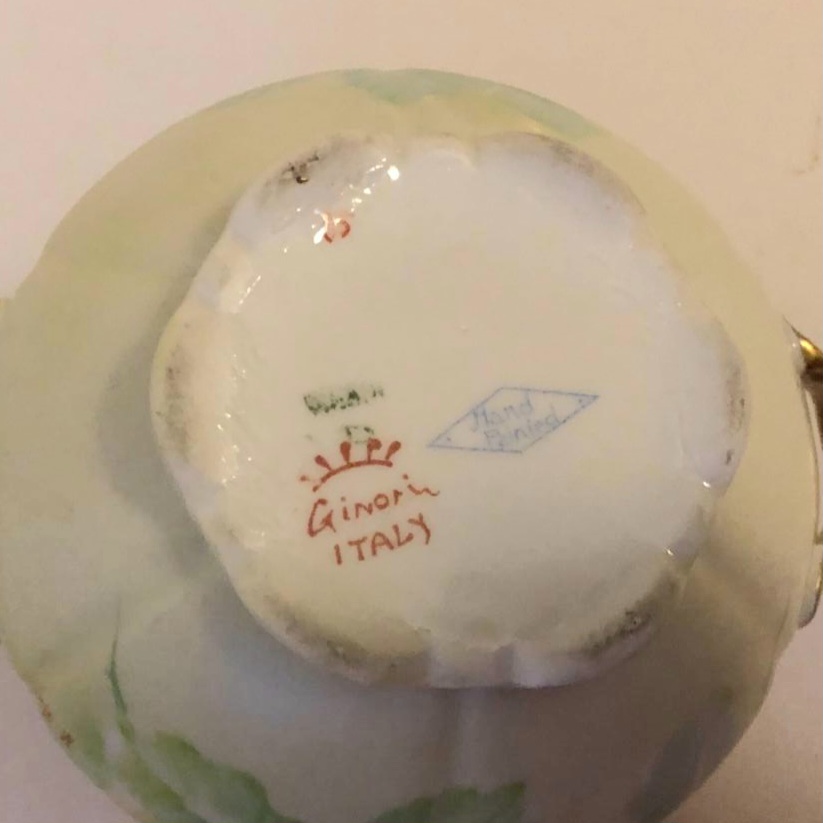 Hand
Painted
Ginori
ITALY